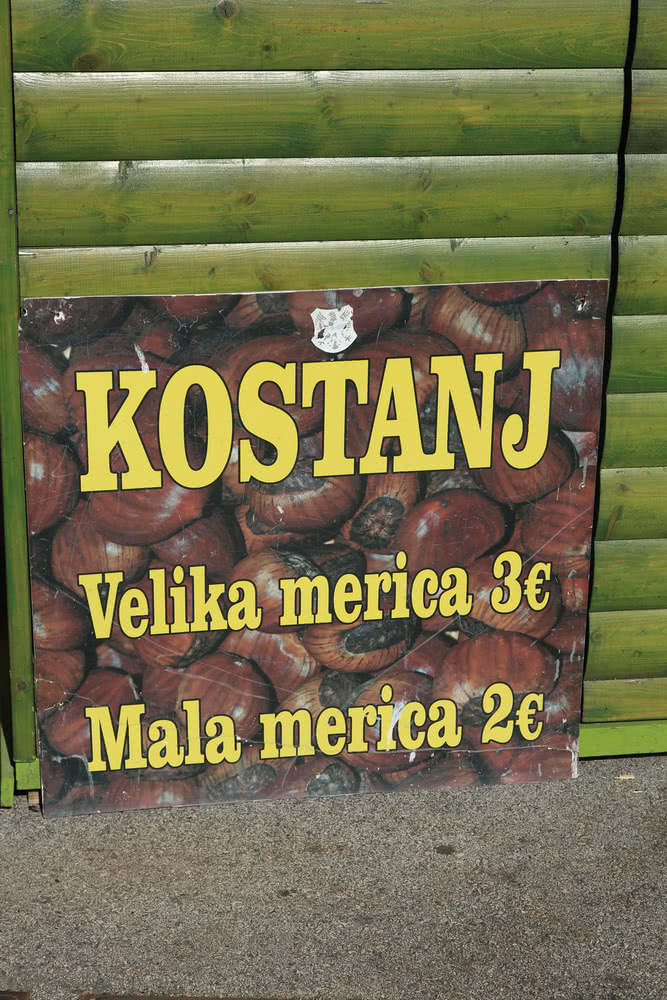 KOSTANJ
Velika merica 3€
Mala merica 2€